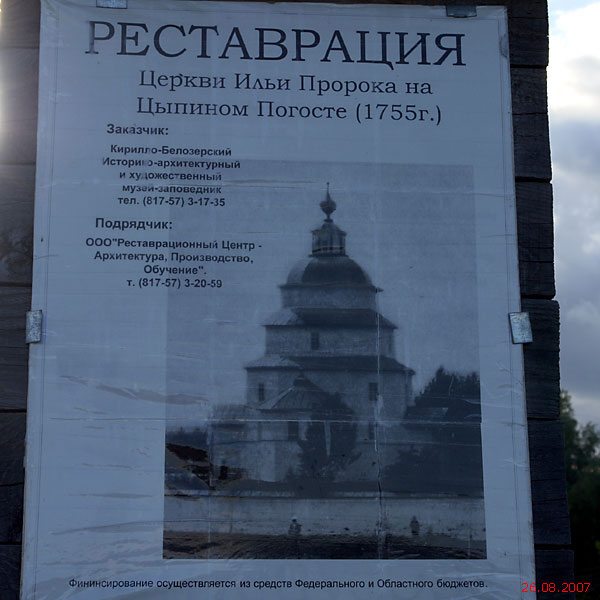 РЕСТАВРАЦИЯ
Церкви Ильи Пророка на
Цыпином Погосте (1755г.)
Заказчик:
Кирилло-Белозерский
Историко-архитектурный
и художественный
музей-заповедник
тел. (817-57) 3-17-35
Подрядчик:
ООО"Реставрационный Центр -
Архитектура, Производство,
Обучение".
т. (817-57) 3-20-59
Фининсирование осуществляется из средств Федерального и Областного бюджетов.
26.08.2007